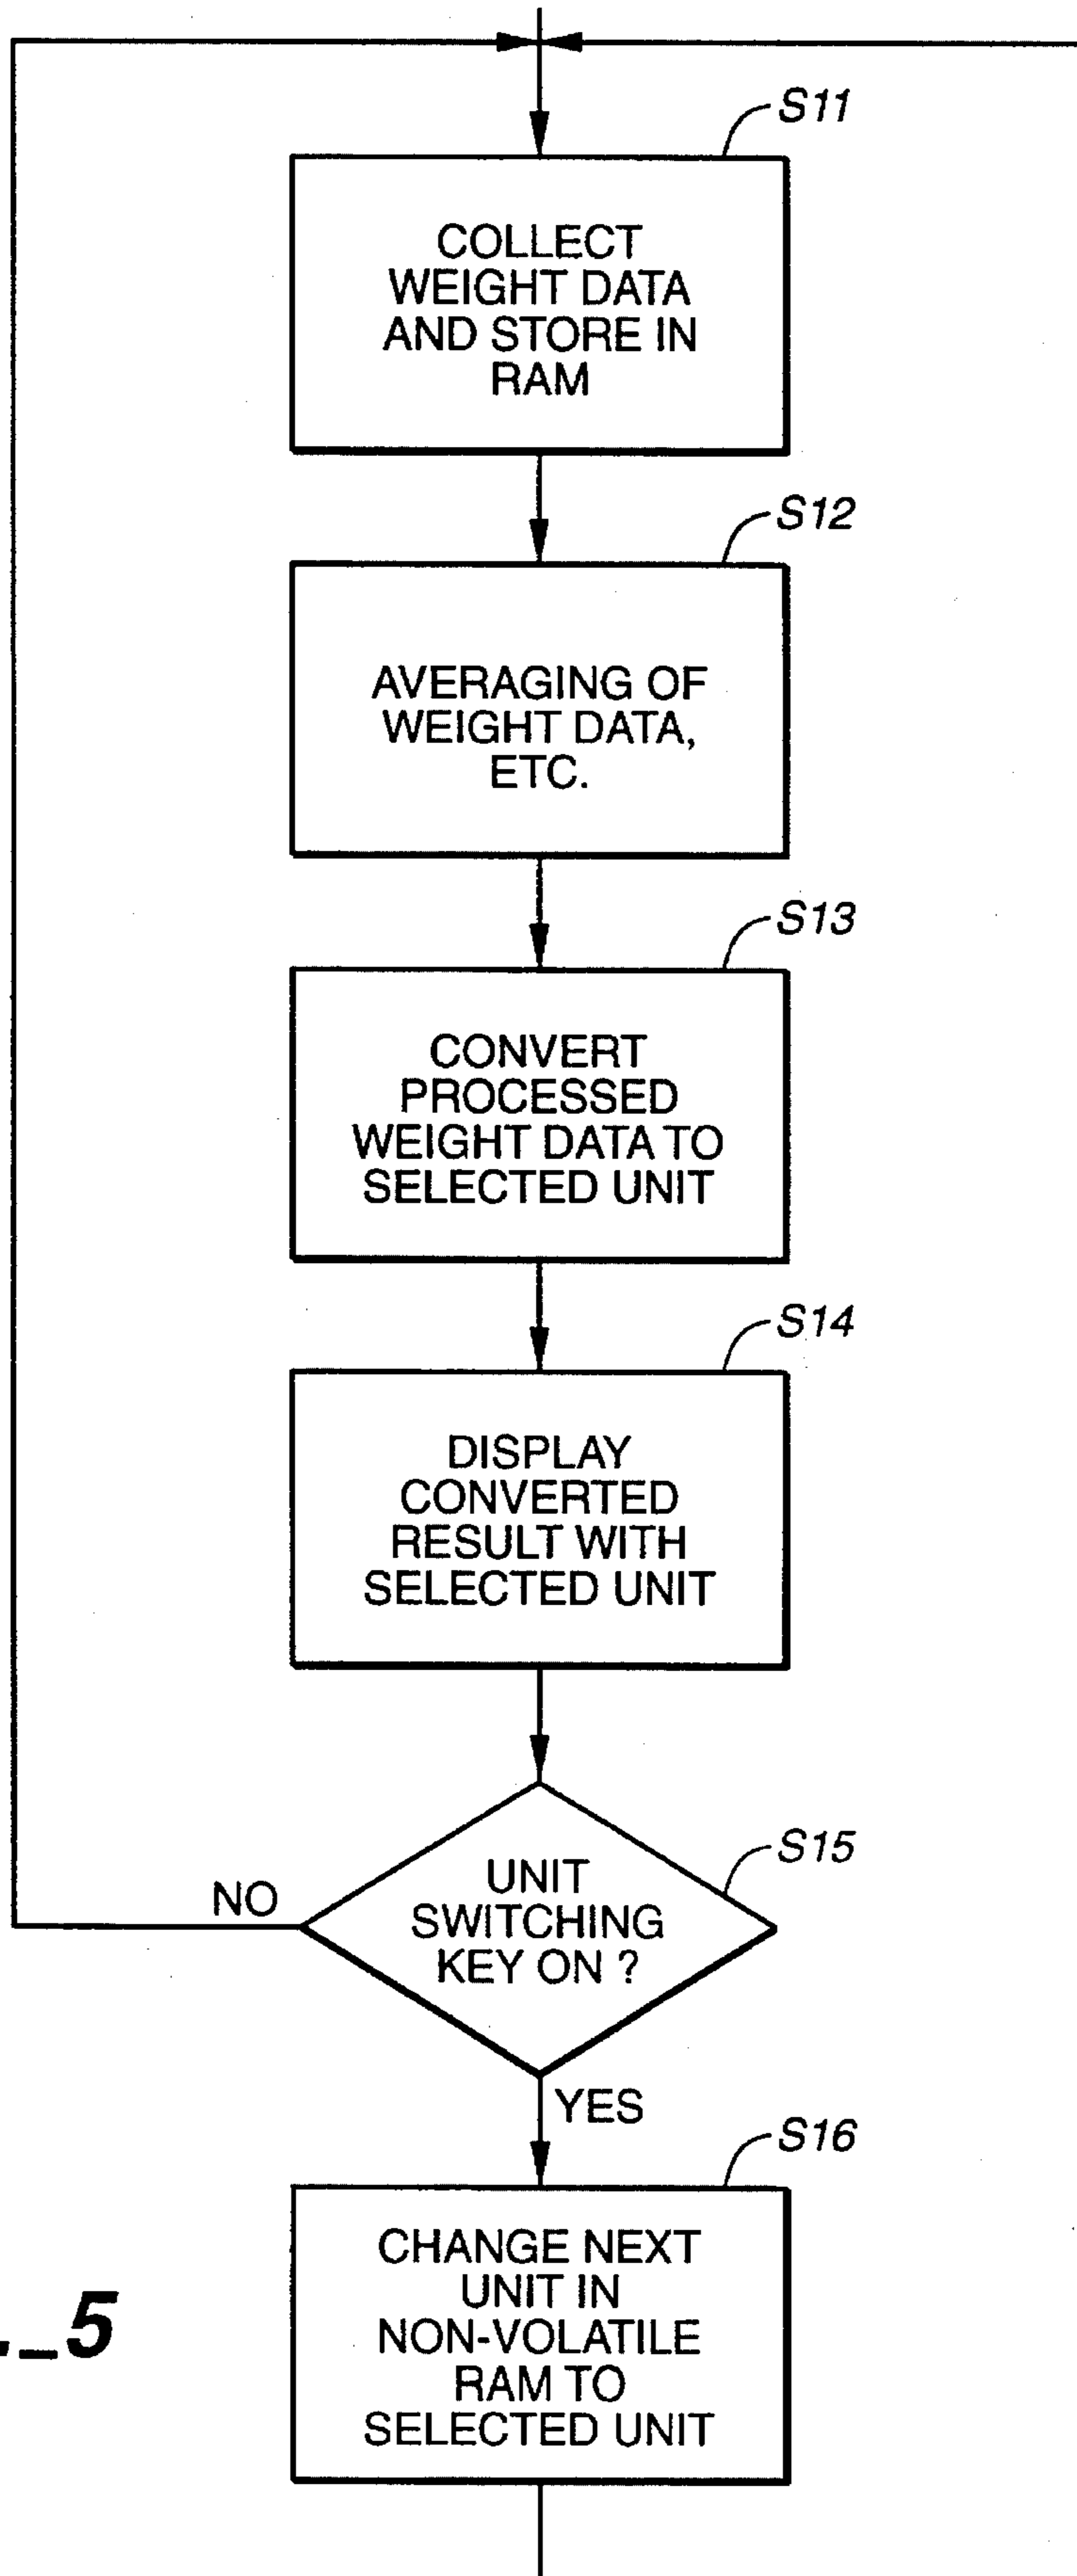 S11
COLLECT
WEIGHT DATA
AND STORE IN
RAM
S12
AVERAGING OF
WEIGHT DATA,
ETC.
S13
CONVERT
PROCESSED
WEIGHT DATA TO
SELECTED UNIT
S14
DISPLAY
CONVERTED
RESULT WITH
SELECTED UNIT
S15
UNIT
SWITCHING
KEY ON ?
NO
YES
S16
CHANGE NEXT
UNIT IN
NON-VOLATILE
RAM TO
SELECTED UNIT
._5